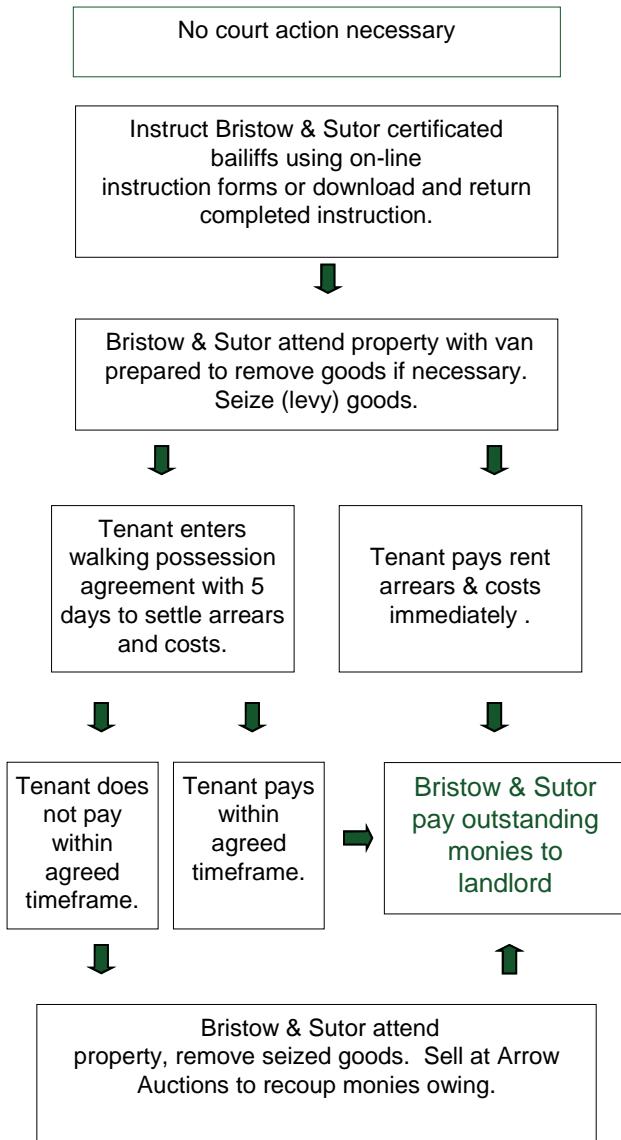 No court action necessary
Instruct Bristow & Sutor certificated
bailiffs using on-line
instruction forms or download and return
completed instruction.
Bristow & Sutor attend property with van
prepared to remove goods if necessary.
Seize (levy) goods.
Tenant enters
walking possession
agreement with 5
days to settle arrears
and costs.
Tenant pays rent
arrears & costs
immediately .
Tenant does
not pay
within
agreed
timeframe.
Tenant pays
within
agreed
timeframe.
Bristow & Sutor
pay outstanding
monies to
landlord
Bristow & Sutor attend
property, remove seized goods.  Sell at Arrow
Auctions to recoup monies owing.